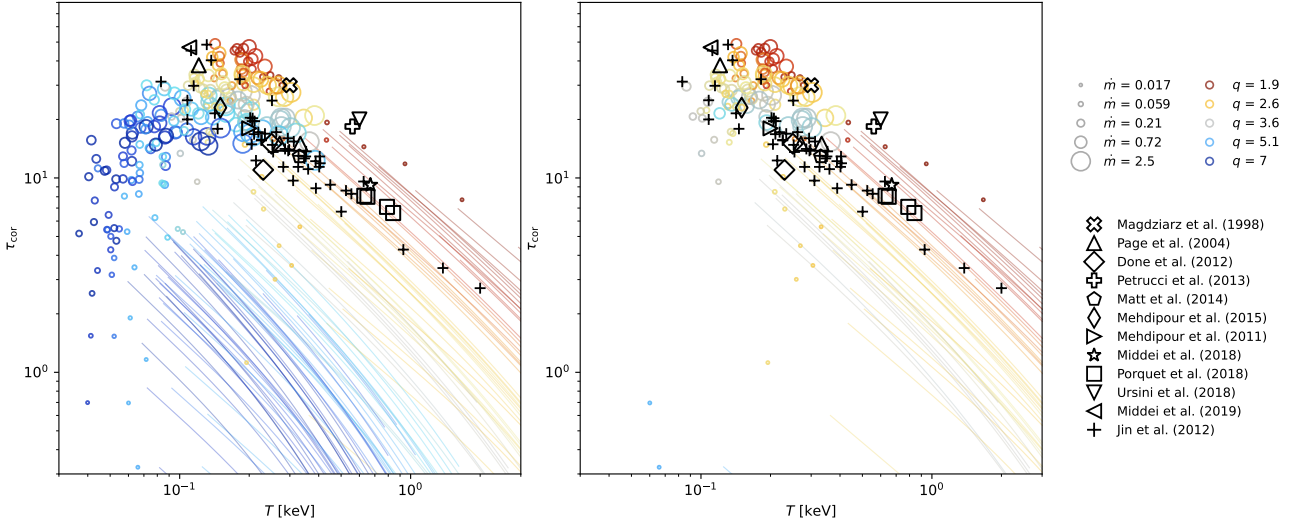 10¹
10⁰
τcor
10⁻¹
10⁰
T [keV]
10¹
10⁰
τcor
10⁻¹
10⁰
T [keV]
ṁ = 0.017
ṁ = 0.059
ṁ = 0.21
ṁ = 0.72
ṁ = 2.5
q = 1.9
q = 2.6
q = 3.6
q = 5.1
q = 7
Magdziarz et al. (1998)
Page et al. (2004)
Done et al. (2012)
Petrucci et al. (2013)
Matt et al. (2014)
Mehdipour et al. (2015)
Mehdipour et al. (2011)
Middei et al. (2018)
Porquet et al. (2018)
Ursini et al. (2018)
Middei et al. (2019)
Jin et al. (2012)